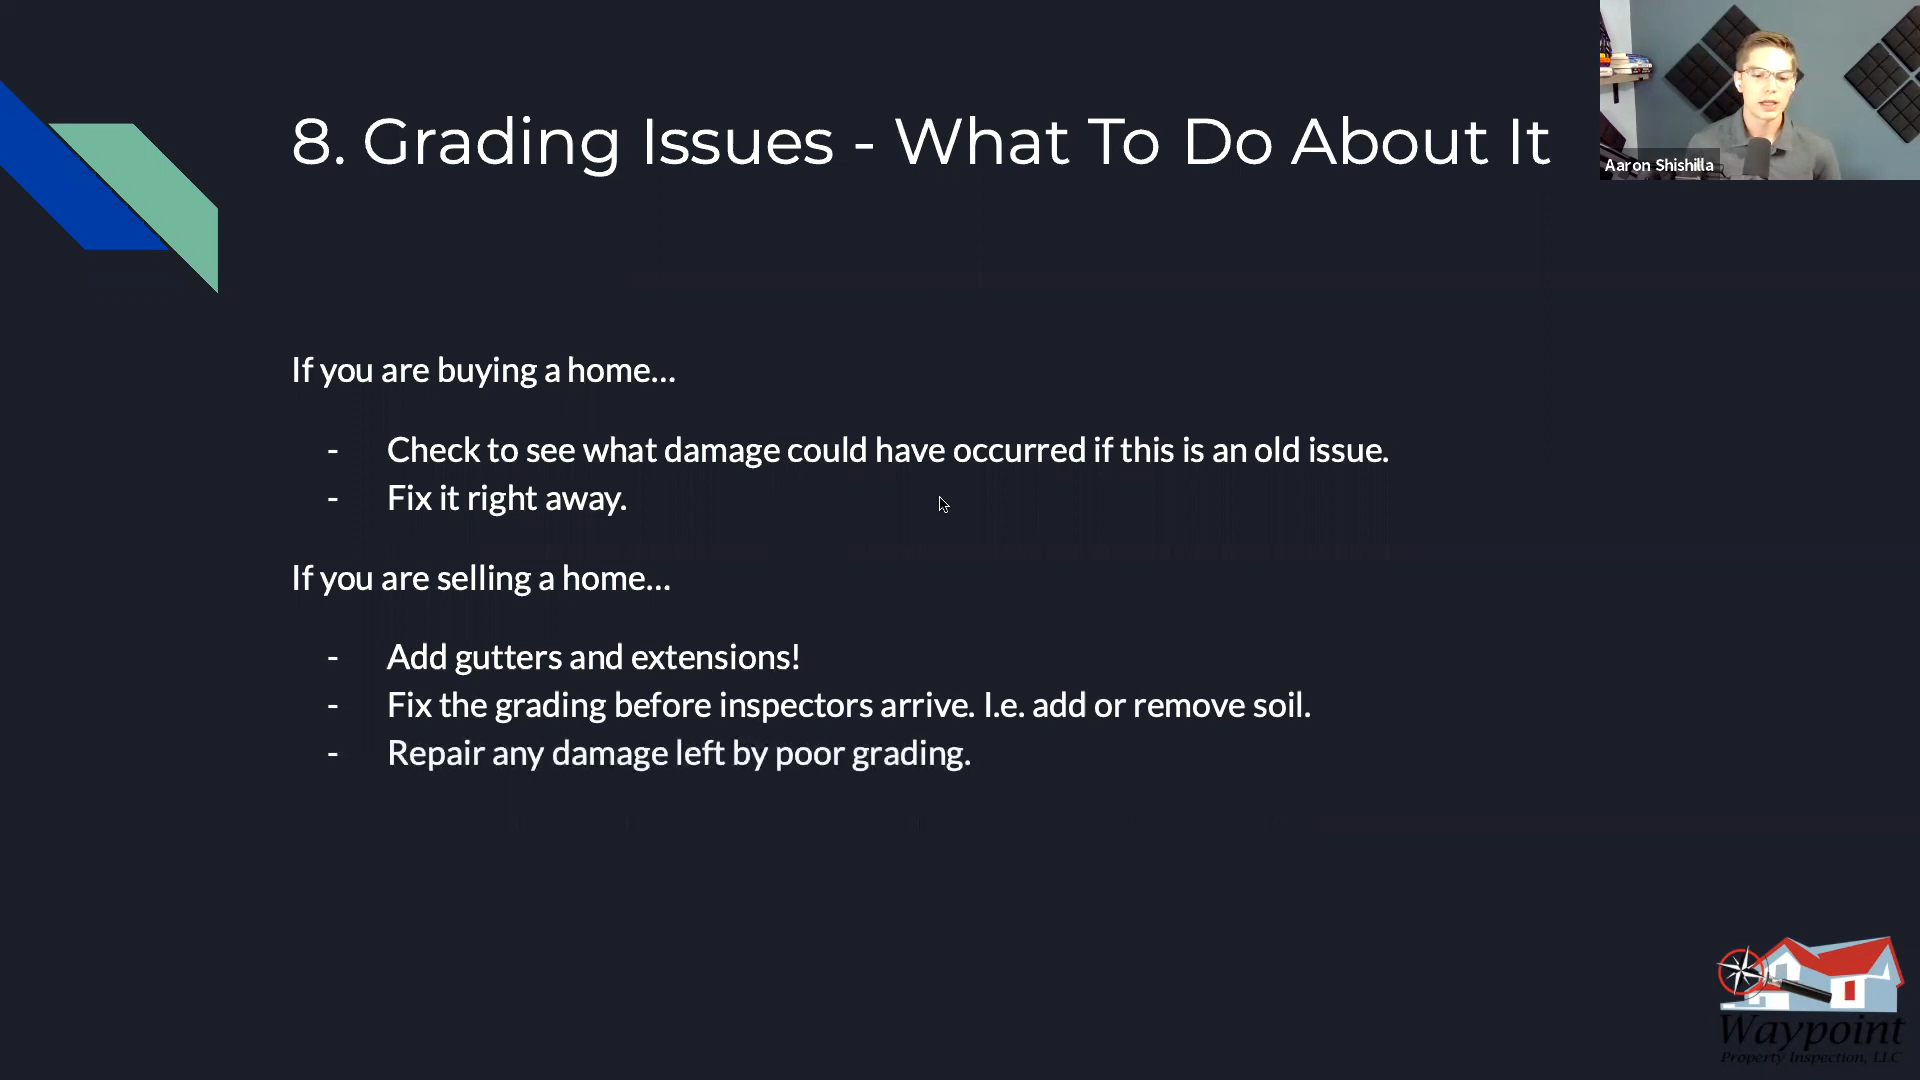 8. Grading Issues - What To Do About It
Aaron Shishilla
If you are buying a home...
- Check to see what damage could have occurred if this is an old issue.
- Fix it right away.
If you are selling a home...
- Add gutters and extensions!
- Fix the grading before inspectors arrive. I.e. add or remove soil.
- Repair any damage left by poor grading.
Waypoint
Property Inspection, LLC